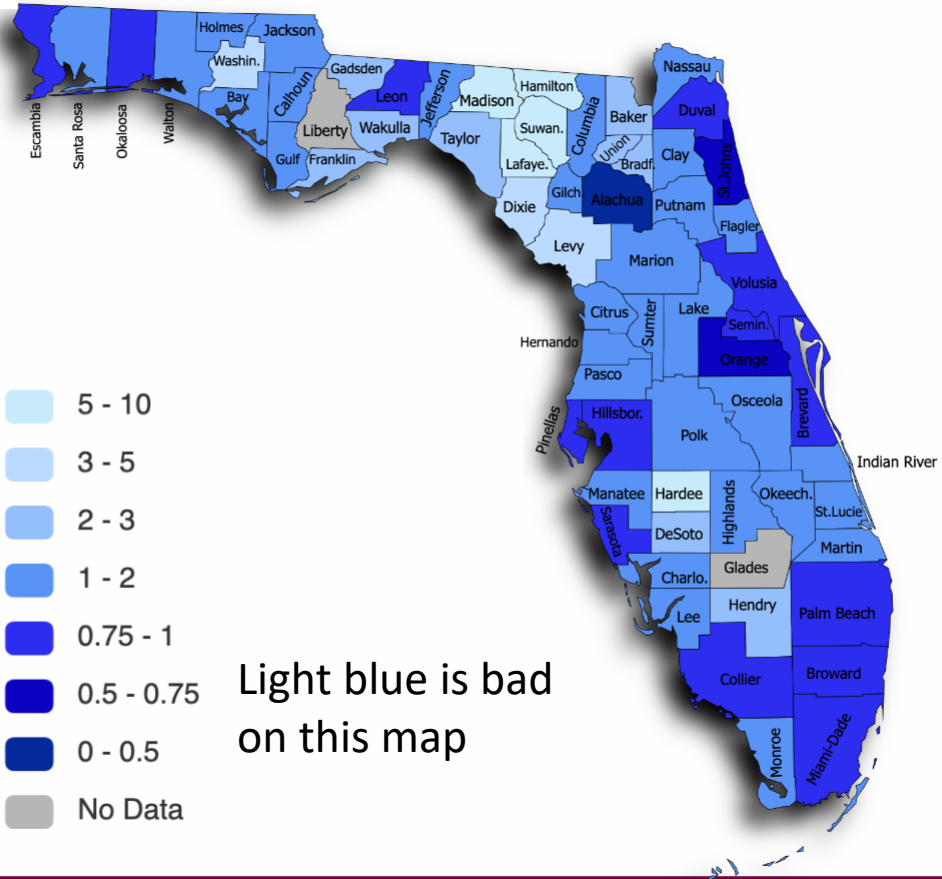 Holmes
Jackson
Washin.
Gadsden
Nassau
Hamilton
Madison
Leon
Jefferson
Calhoun
Bay
Duval
Columbia
Baker
Suwan.
Liberty
Wakulla
Taylor
Union
Clay
St.Johns
Gulf
Franklin
Lafaye.
Bradf.
Escambia
Santa Rosa
Okaloosa
Walton
Gilch.
Alachua
Putnam
Dixie
Flagler
Levy
Marion
Volusia
Citrus
Sumter
Lake
Semin.
Hernando
Orange
Pasco
Osceola
Brevard
Pinellas
Hillsbor.
Polk
Indian River
Manatee
Hardee
Highlands
Okeech.
St.Lucie
Sarasota
DeSoto
Martin
Glades
Charlo.
Hendry
Lee
Palm Beach
Collier
Broward
Monroe
Miami-Dade
5 - 10
3 - 5
2 - 3
1 - 2
0.75 - 1
0.5 - 0.75
0 - 0.5
No Data
Light blue is bad
on this map